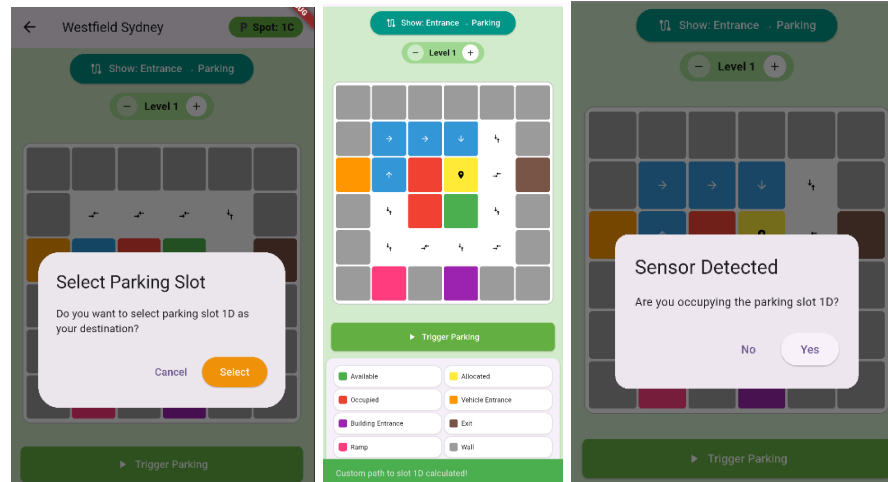 Westfield Sydney
P Spot: 1C
Show: Entrance → Parking
− Level 1 +
Select Parking Slot
Do you want to select parking slot 1D as
your destination?
Cancel
Select
Trigger Parking
Show: Entrance → Parking
− Level 1 +
Trigger Parking
Available
Allocated
Occupied
Vehicle Entrance
Building Entrance
Exit
Ramp
Wall
Custom path to slot 1D calculated!
Show: Entrance → Parking
− Level 1 +
Sensor Detected
Are you occupying the parking slot 1D?
No
Yes
Trigger Parking